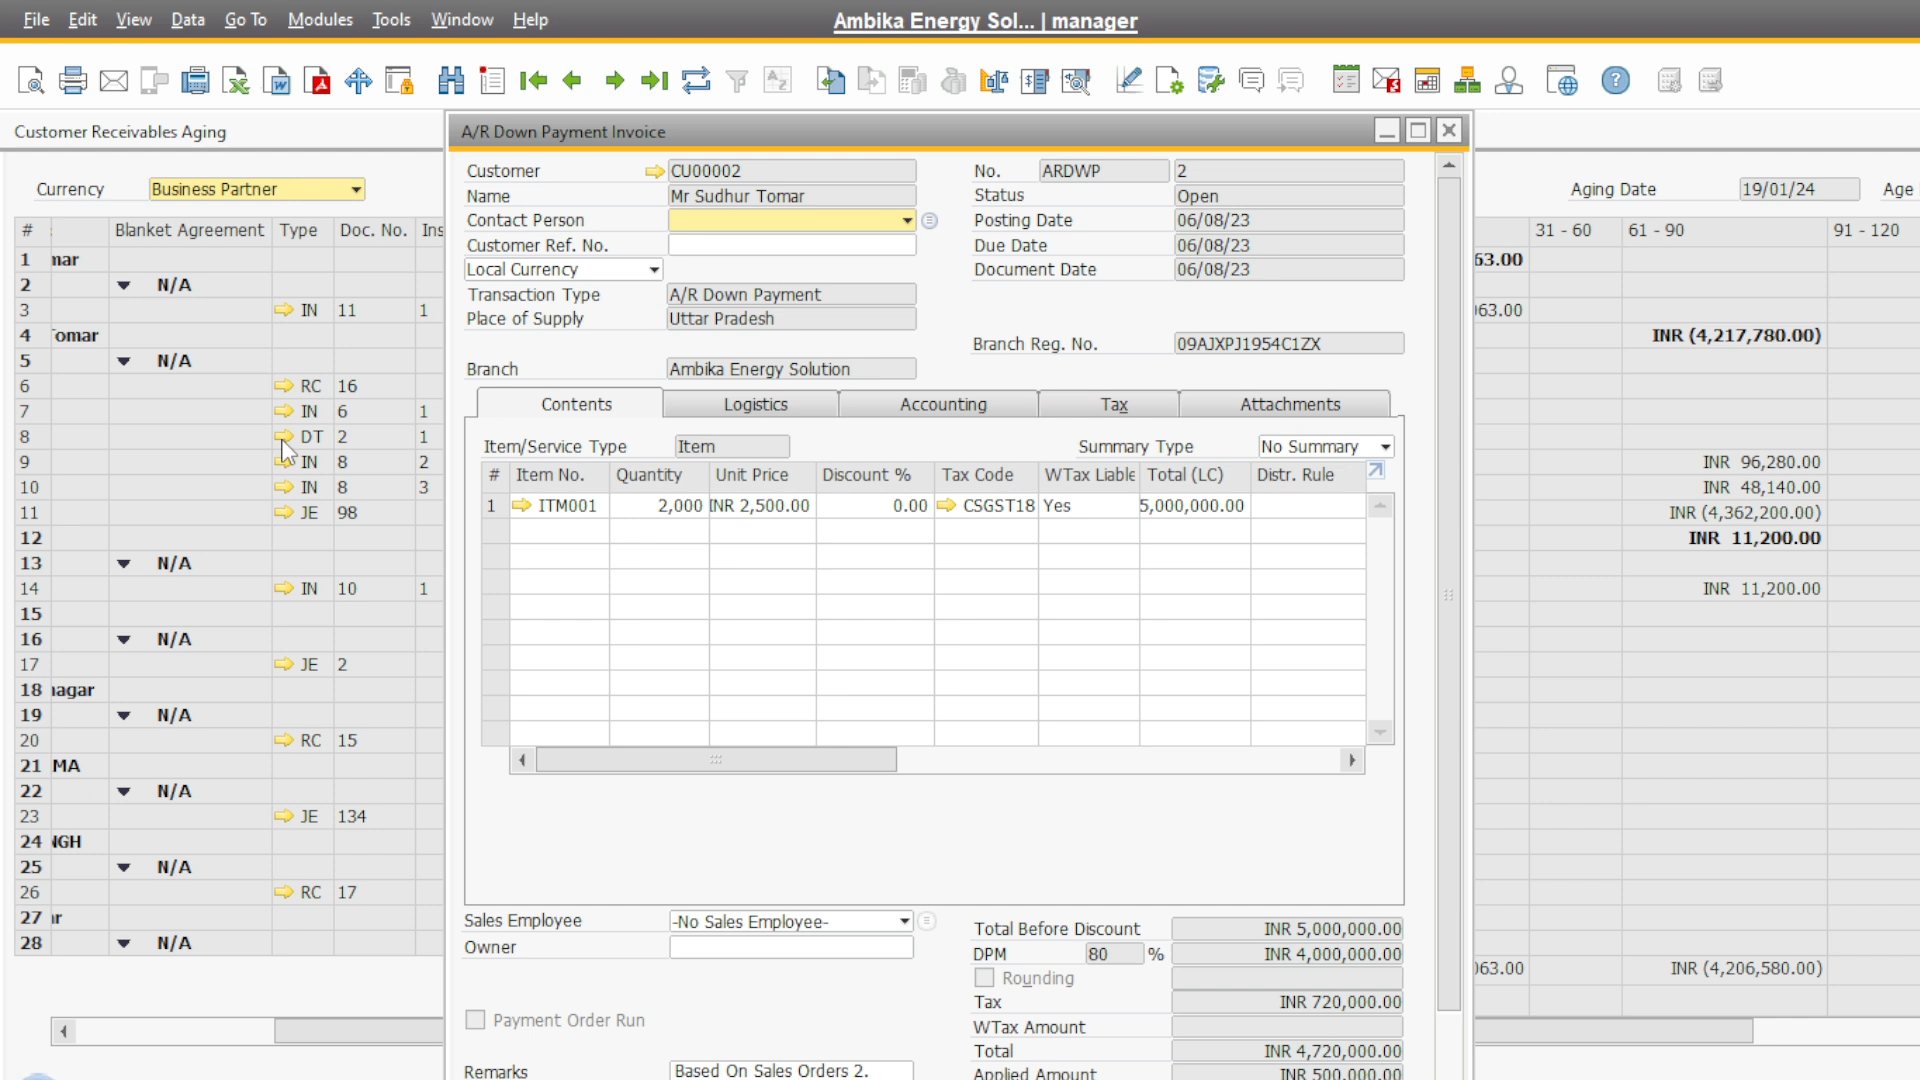 File Edit View Data Go To Modules Tools Window Help
Ambika Energy Sol... | manager
Customer Receivables Aging
Currency Business Partner
# Blanket Agreement Type Doc. No. Ins
1 mar
2 N/A
3 IN 11 1
4 omar
5 N/A
6 RC 16
7 IN 6 1
8 DT 2 1
9 IN 8 2
10 IN 8 3
11 JE 98
12
13 N/A
14 IN 10 1
15
16 N/A
17 JE 2
18 nagar
19 N/A
20 RC 15
21 MA
22 N/A
23 JE 134
24 NGH
25 N/A
26 RC 17
27 r
28 N/A
A/R Down Payment Invoice
Customer CU00002
Name Mr Sudhur Tomar
Contact Person
Customer Ref. No.
Local Currency
Transaction Type A/R Down Payment
Place of Supply Uttar Pradesh
Branch Ambika Energy Solution
No. ARDWP 2
Status Open
Posting Date 06/08/23
Due Date 06/08/23
Document Date 06/08/23
Branch Reg. No. 09AJXPJ1954C1ZX
Contents Logistics Accounting Tax Attachments
Item/Service Type Item Summary Type No Summary
# Item No. Quantity Unit Price Discount % Tax Code WTax Liable Total (LC) Distr. Rule
1 ITM001 2,000 INR 2,500.00 0.00 CSGST18 Yes 5,000,000.00
Sales Employee -No Sales Employee-
Owner
Payment Order Run
Remarks Based On Sales Orders 2.
Total Before Discount INR 5,000,000.00
DPM 80 % INR 4,000,000.00
Rounding
Tax INR 720,000.00
WTax Amount
Total INR 4,720,000.00
Applied Amount INR 500,000.00
Aging Date 19/01/24 Age
31 - 60 61 - 90 91 - 120
63.00
063.00
INR (4,217,780.00)
INR 96,280.00
INR 48,140.00
INR (4,362,200.00)
INR 11,200.00
INR 11,200.00
063.00 INR (4,206,580.00)